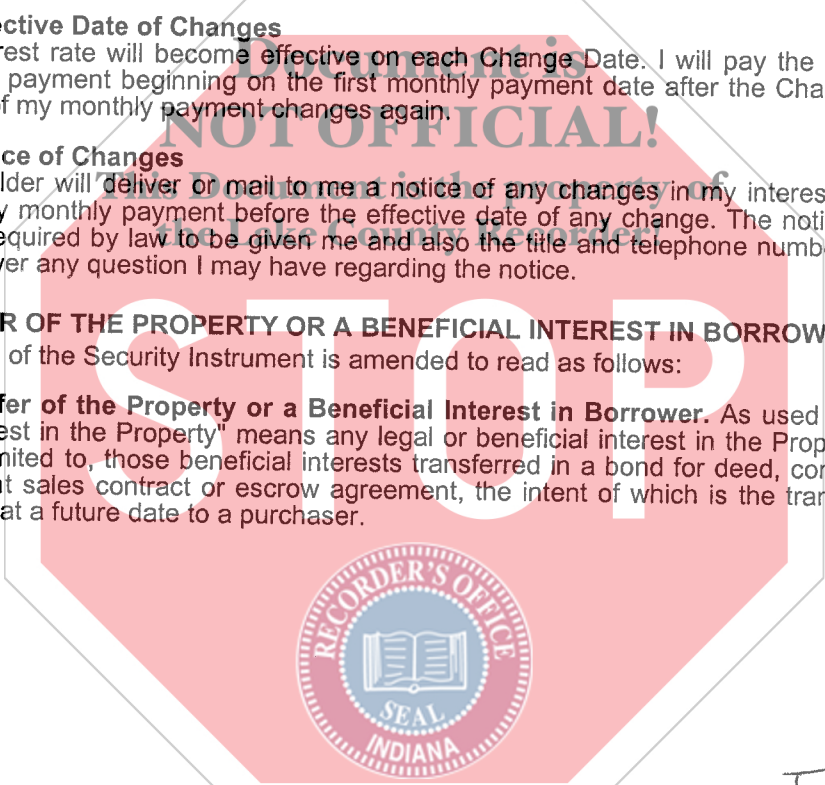 ective Date of Changes
rest rate will become effective on each Change Date. I will pay the
payment beginning on the first monthly payment date after the Cha
f my monthly payment changes again.
Document is
NOT OFFICIAL!
This Document is the property of
the Lake County Recorder!
ce of Changes
lder will deliver or mail to me a notice of any changes in my interes
y monthly payment before the effective date of any change. The noti
equired by law to be given me and also the title and telephone numb
er any question I may have regarding the notice.
STOP
R OF THE PROPERTY OR A BENEFICIAL INTEREST IN BORROW
of the Security Instrument is amended to read as follows:
fer of the Property or a Beneficial Interest in Borrower. As used
est in the Property" means any legal or beneficial interest in the Prop
nited to, those beneficial interests transferred in a bond for deed, co
t sales contract or escrow agreement, the intent of which is the tran
at a future date to a purchaser.
RECORDER'S OFFICE
SEAL
INDIANA